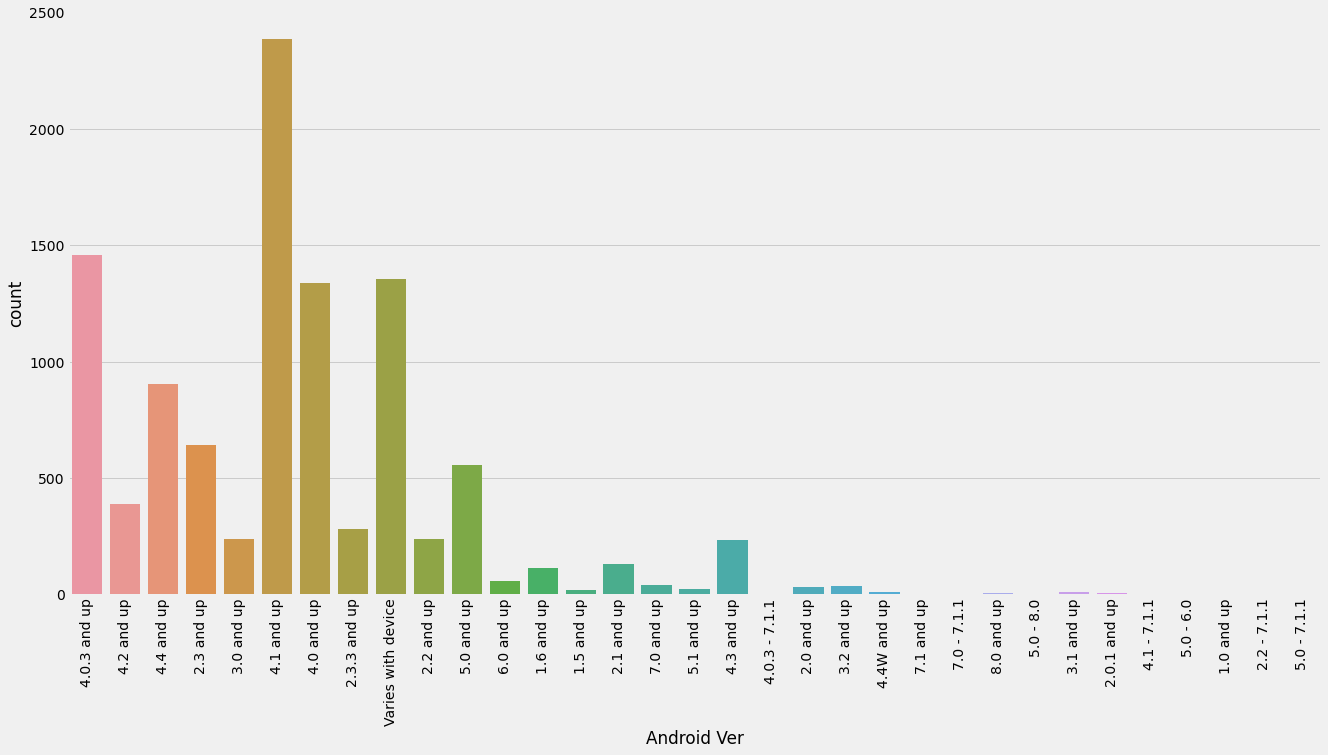 2500
2000
1500
1000
500
0
count
4.0.3 and up
4.2 and up
4.4 and up
2.3 and up
3.0 and up
4.1 and up
4.0 and up
2.3.3 and up
Varies with device
2.2 and up
5.0 and up
6.0 and up
1.6 and up
1.5 and up
2.1 and up
7.0 and up
5.1 and up
4.3 and up
4.0.3 - 7.1.1
2.0 and up
3.2 and up
4.4W and up
7.1 and up
7.0 - 7.1.1
8.0 and up
5.0 - 8.0
3.1 and up
2.0.1 and up
4.1 - 7.1.1
5.0 - 6.0
1.0 and up
2.2 - 7.1.1
5.0 - 7.1.1
Android Ver